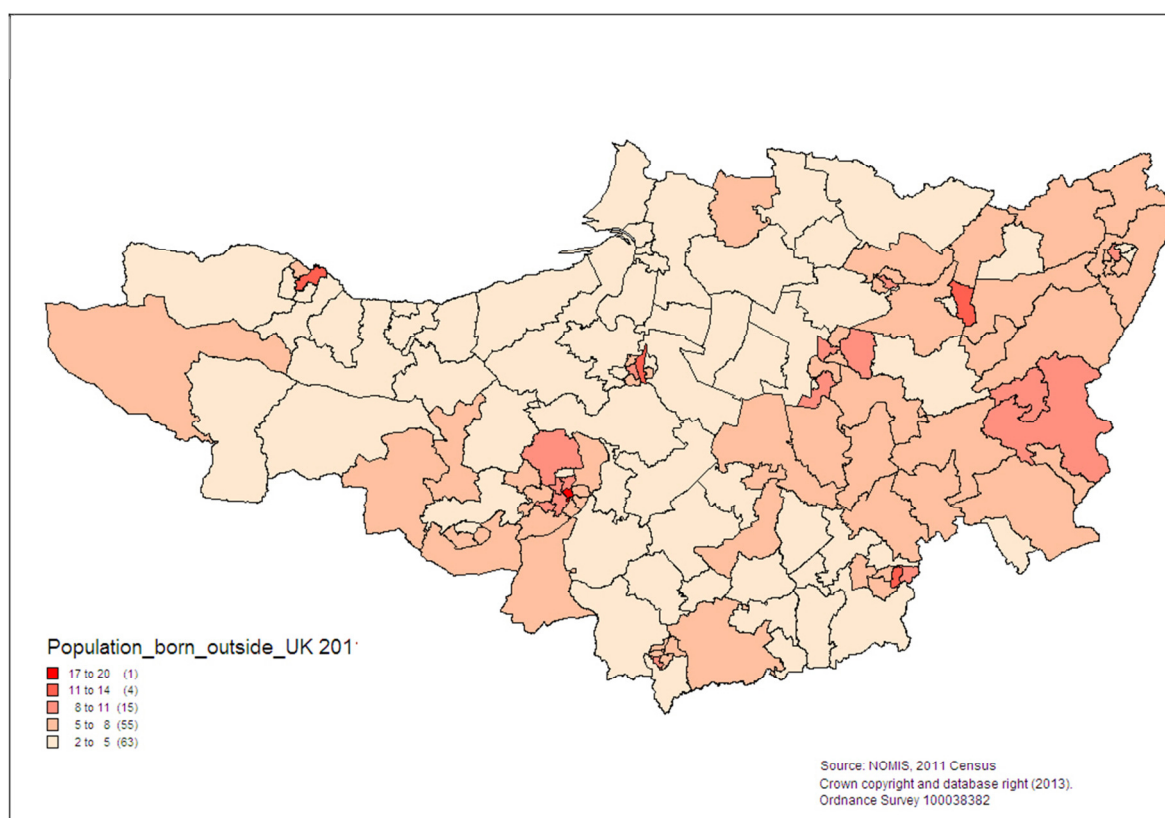 Population_born_outside_UK 201
17 to 20 (1)
11 to 14 (4)
8 to 11 (15)
5 to 8 (55)
2 to 5 (63)
Source: NOMIS, 2011 Census
Crown copyright and database right (2013).
Ordnance Survey 100038382